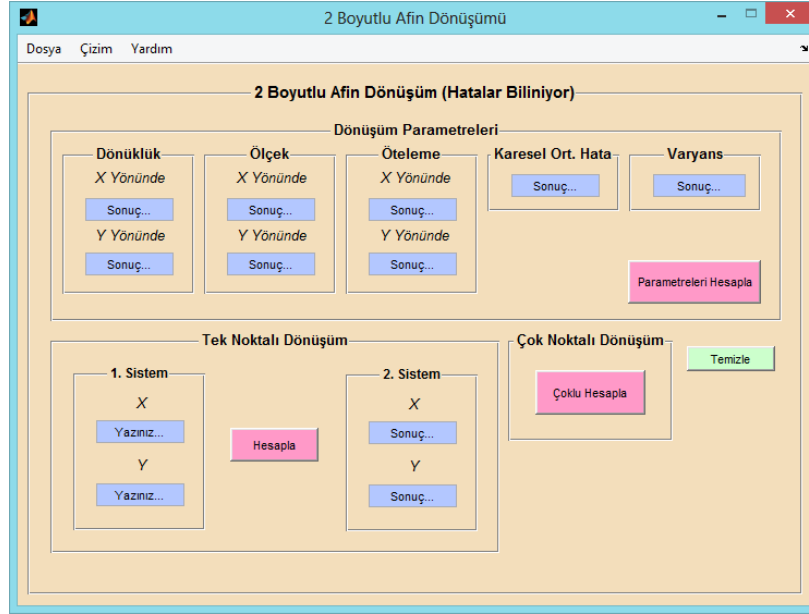 2 Boyutlu Afin Dönüşümü
Dosya Çizim Yardım
2 Boyutlu Afin Dönüşüm (Hatalar Biliniyor)
Dönüşüm Parametreleri
Dönüklük
X Yönünde
Sonuç...
Y Yönünde
Sonuç...
Ölçek
X Yönünde
Sonuç...
Y Yönünde
Sonuç...
Öteleme
X Yönünde
Sonuç...
Y Yönünde
Sonuç...
Karesel Ort. Hata
Sonuç...
Varyans
Sonuç...
Parametreleri Hesapla
Tek Noktalı Dönüşüm
1. Sistem
X
Yazınız...
Y
Yazınız...
Hesapla
2. Sistem
X
Sonuç...
Y
Sonuç...
Çok Noktalı Dönüşüm
Çoklu Hesapla
Temizle